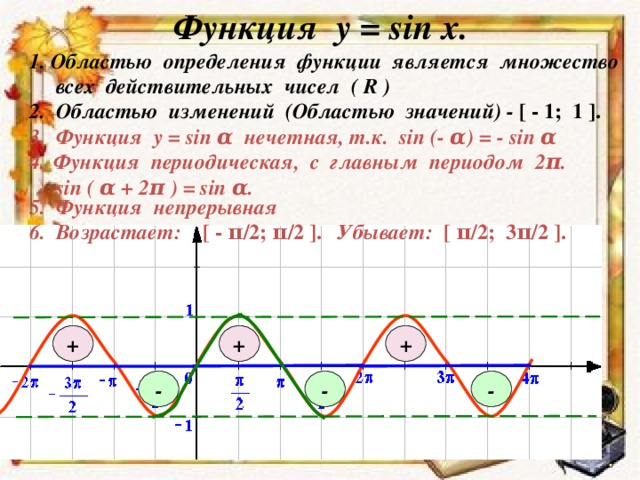 Функция y = sin x.
1. Областью определения функции является множество
всех действительных чисел ( R )
2. Областью изменений (Областью значений) - [ - 1; 1 ].
3. Функция y = sin α нечетная, т.к. sin (- α) = - sin α
4. Функция периодическая, с главным периодом 2π.
sin ( α + 2π ) = sin α.
5. Функция непрерывная
6. Возрастает: [ - π/2; π/2 ]. Убывает: [ π/2; 3π/2 ].
1
+ + +
- 2π - 3π/2 - π 0 π/2 π 2π 3π 4π
- - -
- 1